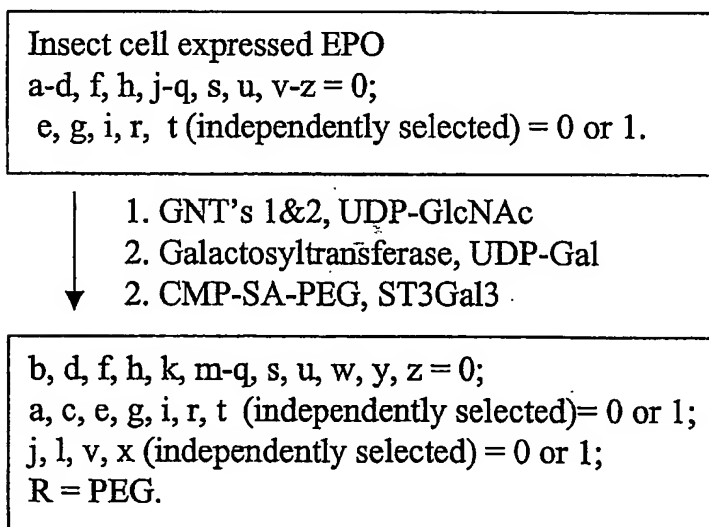 Insect cell expressed EPO
a-d, f, h, j-q, s, u, v-z = 0;
e, g, i, r, t (independently selected) = 0 or 1.
1. GNT's 1&2, UDP-GlcNAc
2. Galactosyltransferase, UDP-Gal
2. CMP-SA-PEG, ST3Gal3
b, d, f, h, k, m-q, s, u, w, y, z = 0;
a, c, e, g, i, r, t (independently selected)= 0 or 1;
j, l, v, x (independently selected) = 0 or 1;
R = PEG.